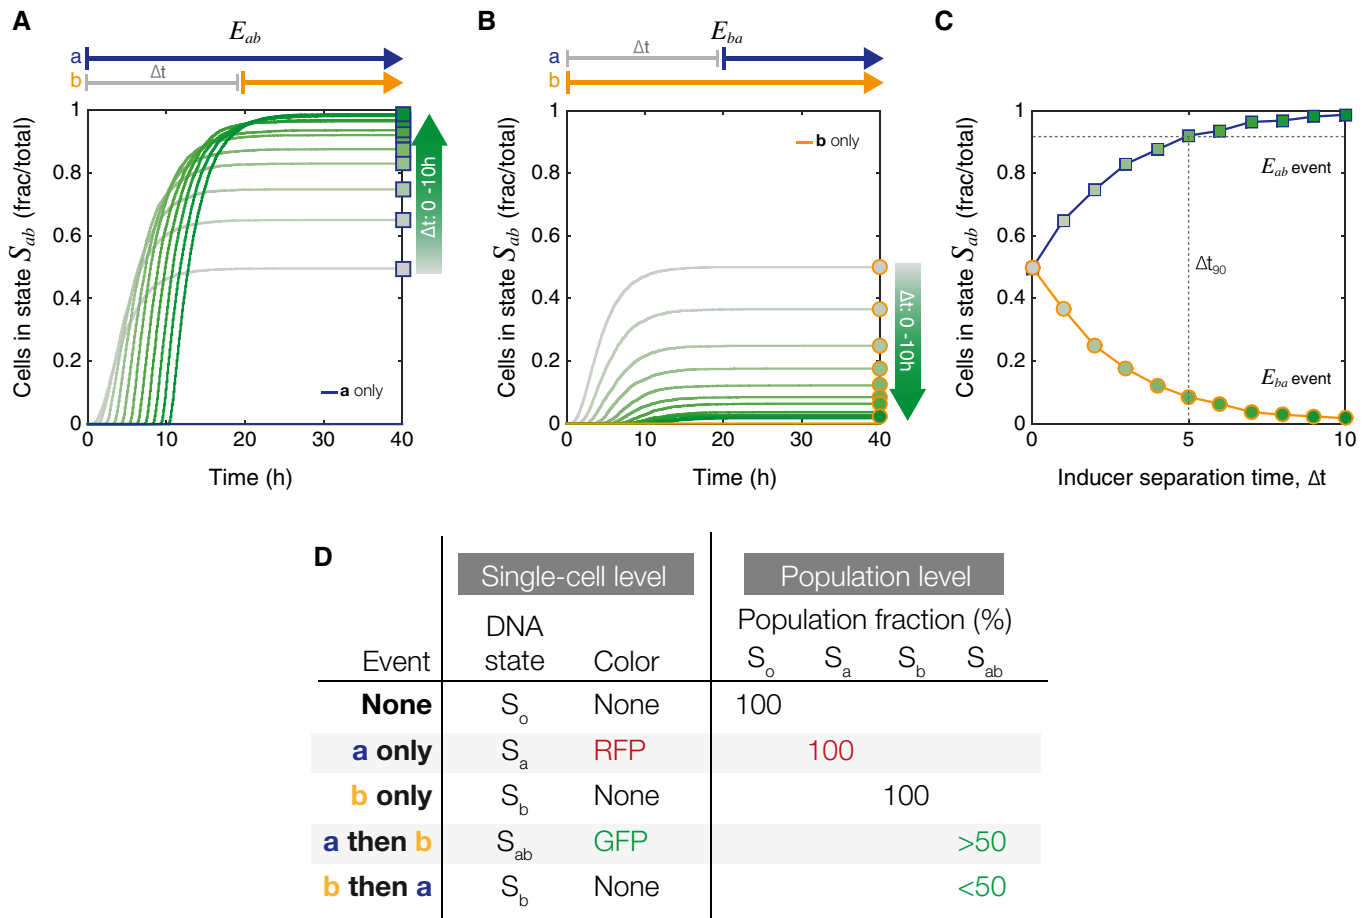 A
E_ab
a
b
Δt
Cells in state S_ab (frac/total)
1
0.8
0.6
0.4
0.2
0
0 10 20 30 40
Time (h)
a only
Δt: 0 -10h
B
E_ba
a
b
Δt
Cells in state S_ab (frac/total)
1
0.8
0.6
0.4
0.2
0
0 10 20 30 40
Time (h)
b only
Δt: 0 -10h
C
Cells in state S_ab (frac/total)
1
0.8
0.6
0.4
0.2
0
0 5 10
Inducer separation time, Δt
E_ab event
Δt_90
E_ba event
D
Single-cell level Population level
Population fraction (%)
Event DNA state Color S_o S_a S_b S_ab
None S_o None 100
a only S_a RFP 100
b only S_b None 100
a then b S_ab GFP >50
b then a S_b None <50